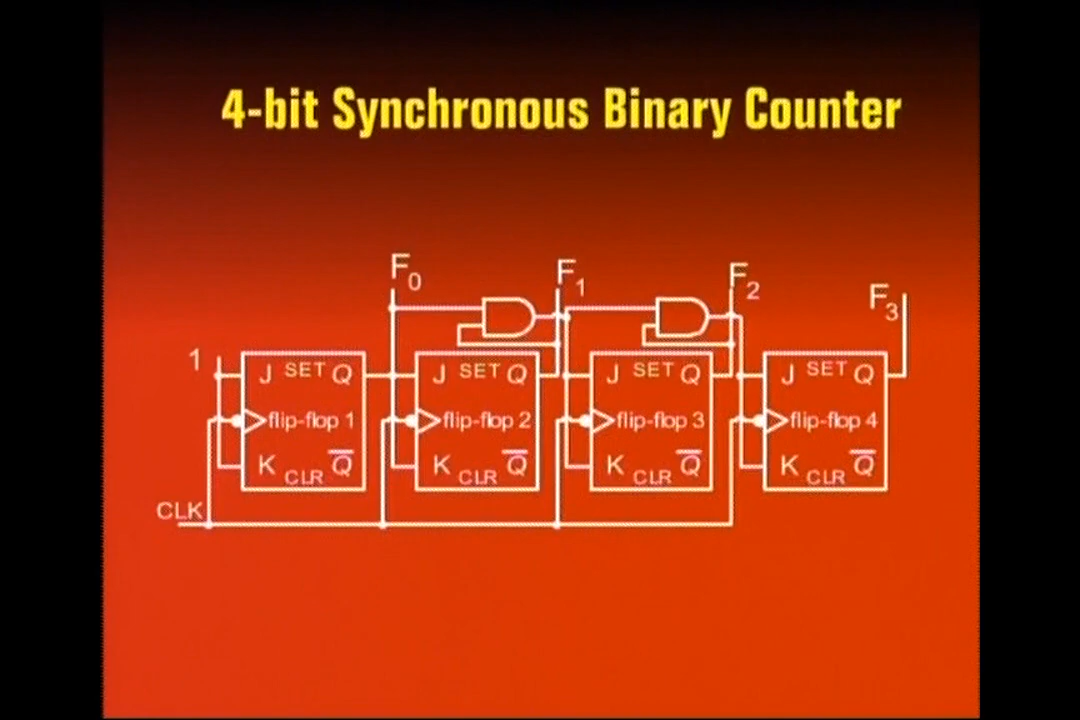 4-bit Synchronous Binary Counter
F0 F1 F2 F3
1
J SET Q J SET Q J SET Q J SET Q
flip-flop 1 flip-flop 2 flip-flop 3 flip-flop 4
K CLR Q̅ K CLR Q̅ K CLR Q̅ K CLR Q̅
CLK